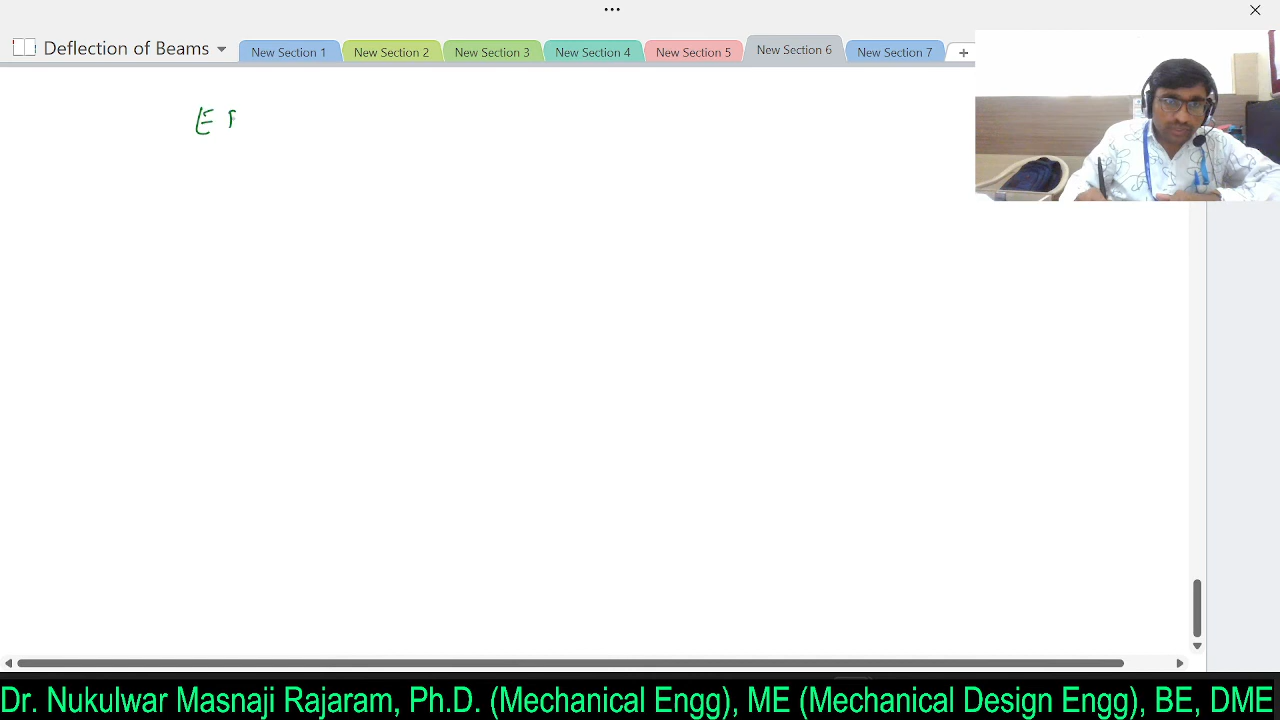 Deflection of Beams New Section 1 New Section 2 New Section 3 New Section 4 New Section 5 New Section 6 New Section 7
E
Dr. Nukulwar Masnaji Rajaram, Ph.D. (Mechanical Engg), ME (Mechanical Design Engg), BE, DME